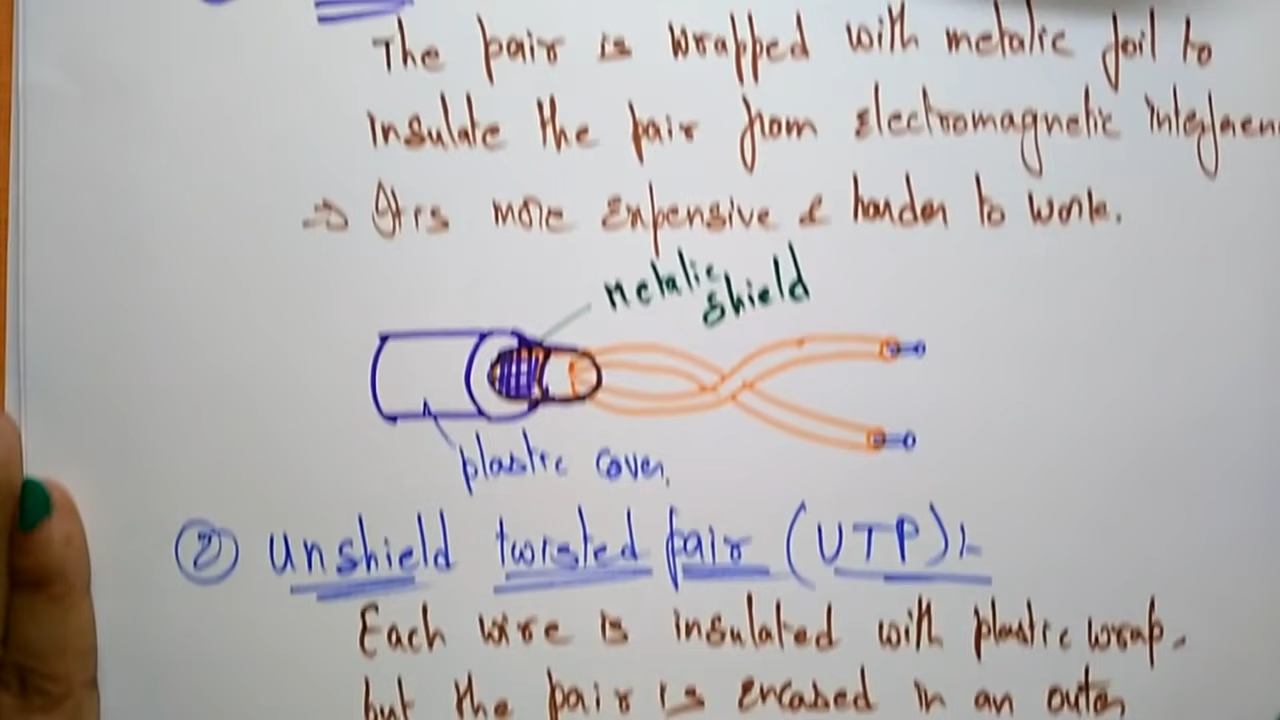 The pair is wrapped with metalic foil to
insulate the pair from electromagnetic
⇒ It is more expensive & harder to work.
metalic
shield
plastic cover.
② Unshield twisted pair (UTP):-
Each wire is insulated with plastic wrap.
but the pair is encased in an outer